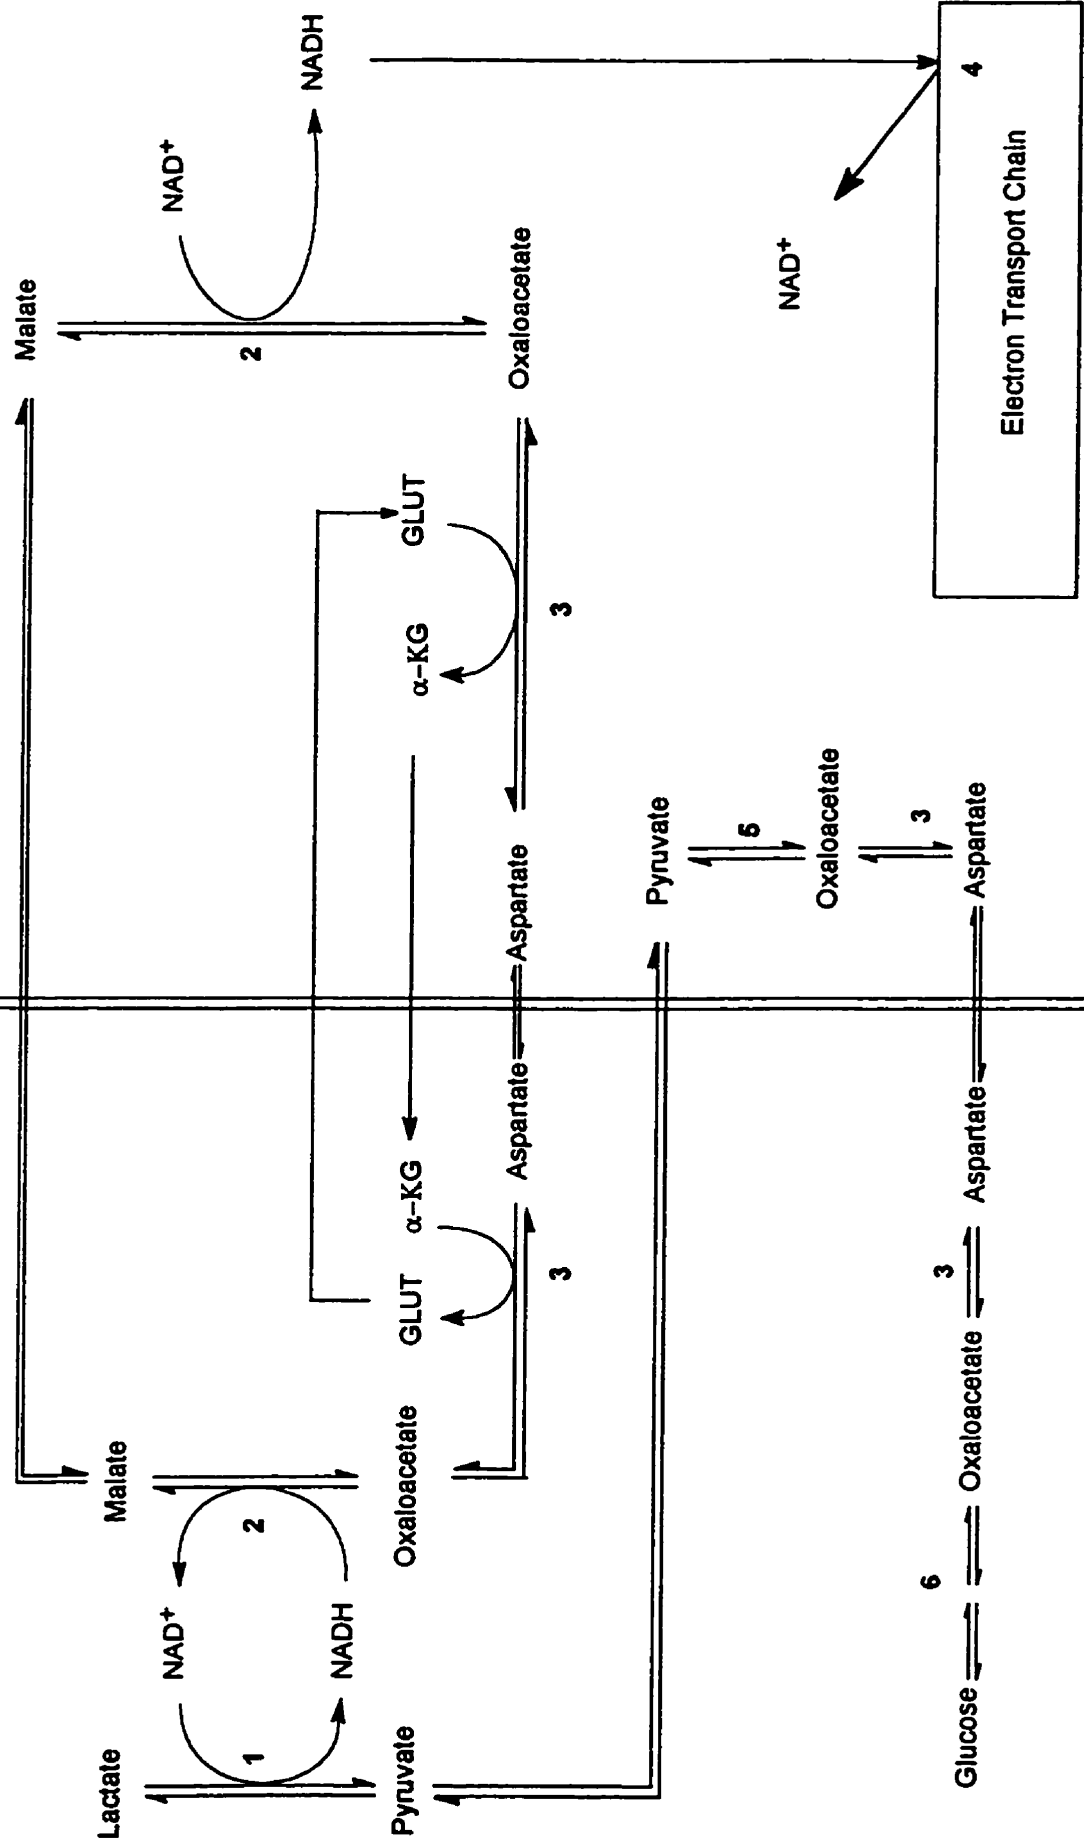 Malate
Lactate
Malate
NAD+
NAD+
1
2
2
NADH
NADH
Pyruvate
Oxaloacetate
GLUT
α-KG
α-KG
GLUT
Aspartate
Aspartate
Oxaloacetate
3
3
Pyruvate
5
NAD+
Oxaloacetate
3
6
3
Glucose
Oxaloacetate
Aspartate
Aspartate
4
Electron Transport Chain